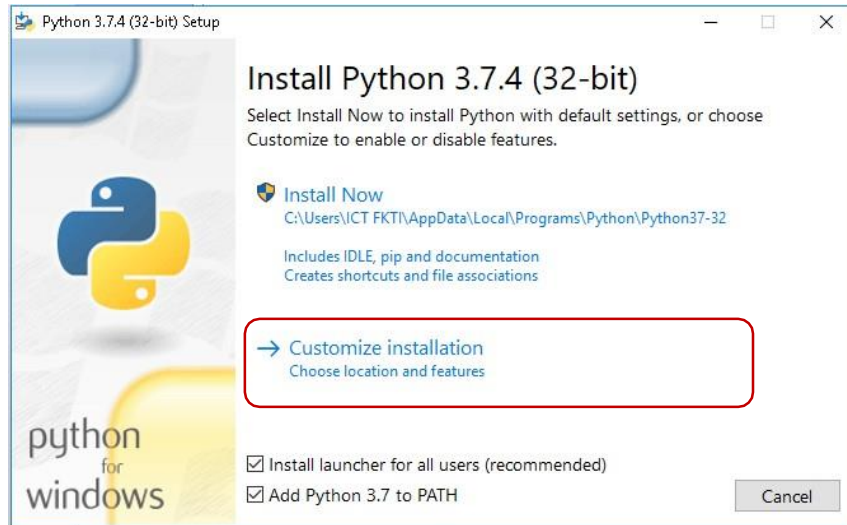 Python 3.7.4 (32-bit) Setup
Install Python 3.7.4 (32-bit)
Select Install Now to install Python with default settings, or choose
Customize to enable or disable features.
Install Now
C:\Users\ICT FKTI\AppData\Local\Programs\Python\Python37-32
Includes IDLE, pip and documentation
Creates shortcuts and file associations
Customize installation
Choose location and features
python
for
windows
Install launcher for all users (recommended)
Add Python 3.7 to PATH
Cancel